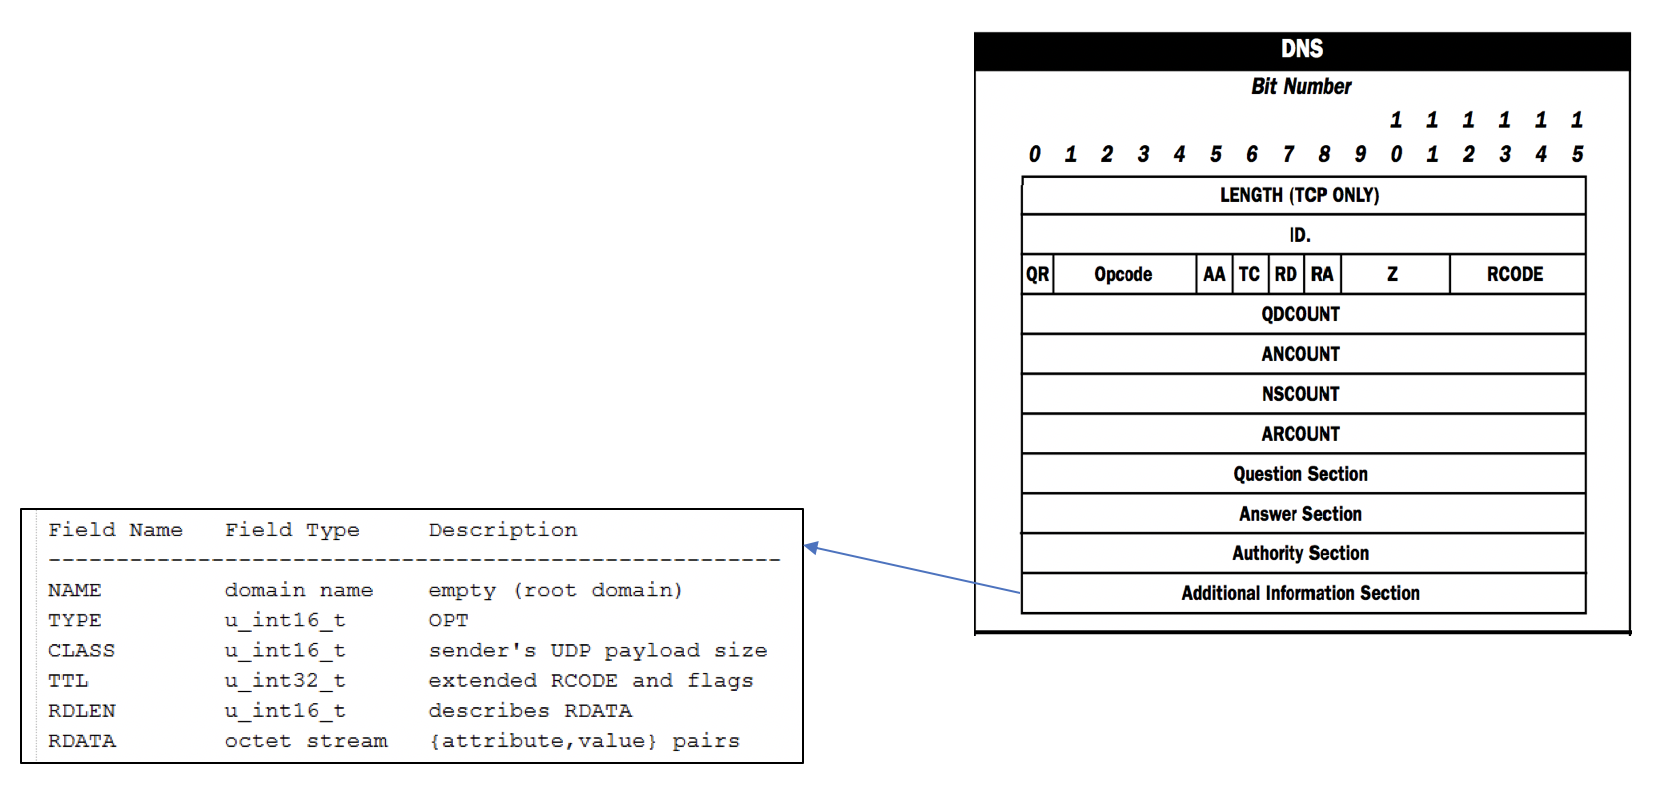 DNS
Bit Number
1 1 1 1 1 1
0 1 2 3 4 5 6 7 8 9 0 1 2 3 4 5
LENGTH (TCP ONLY)
ID.
QR Opcode AA TC RD RA Z RCODE
QDCOUNT
ANCOUNT
NSCOUNT
ARCOUNT
Question Section
Answer Section
Authority Section
Additional Information Section
Field Name Field Type Description
------------------------------------------------------
NAME domain name empty (root domain)
TYPE u_int16_t OPT
CLASS u_int16_t sender's UDP payload size
TTL u_int32_t extended RCODE and flags
RDLEN u_int16_t describes RDATA
RDATA octet stream {attribute,value} pairs